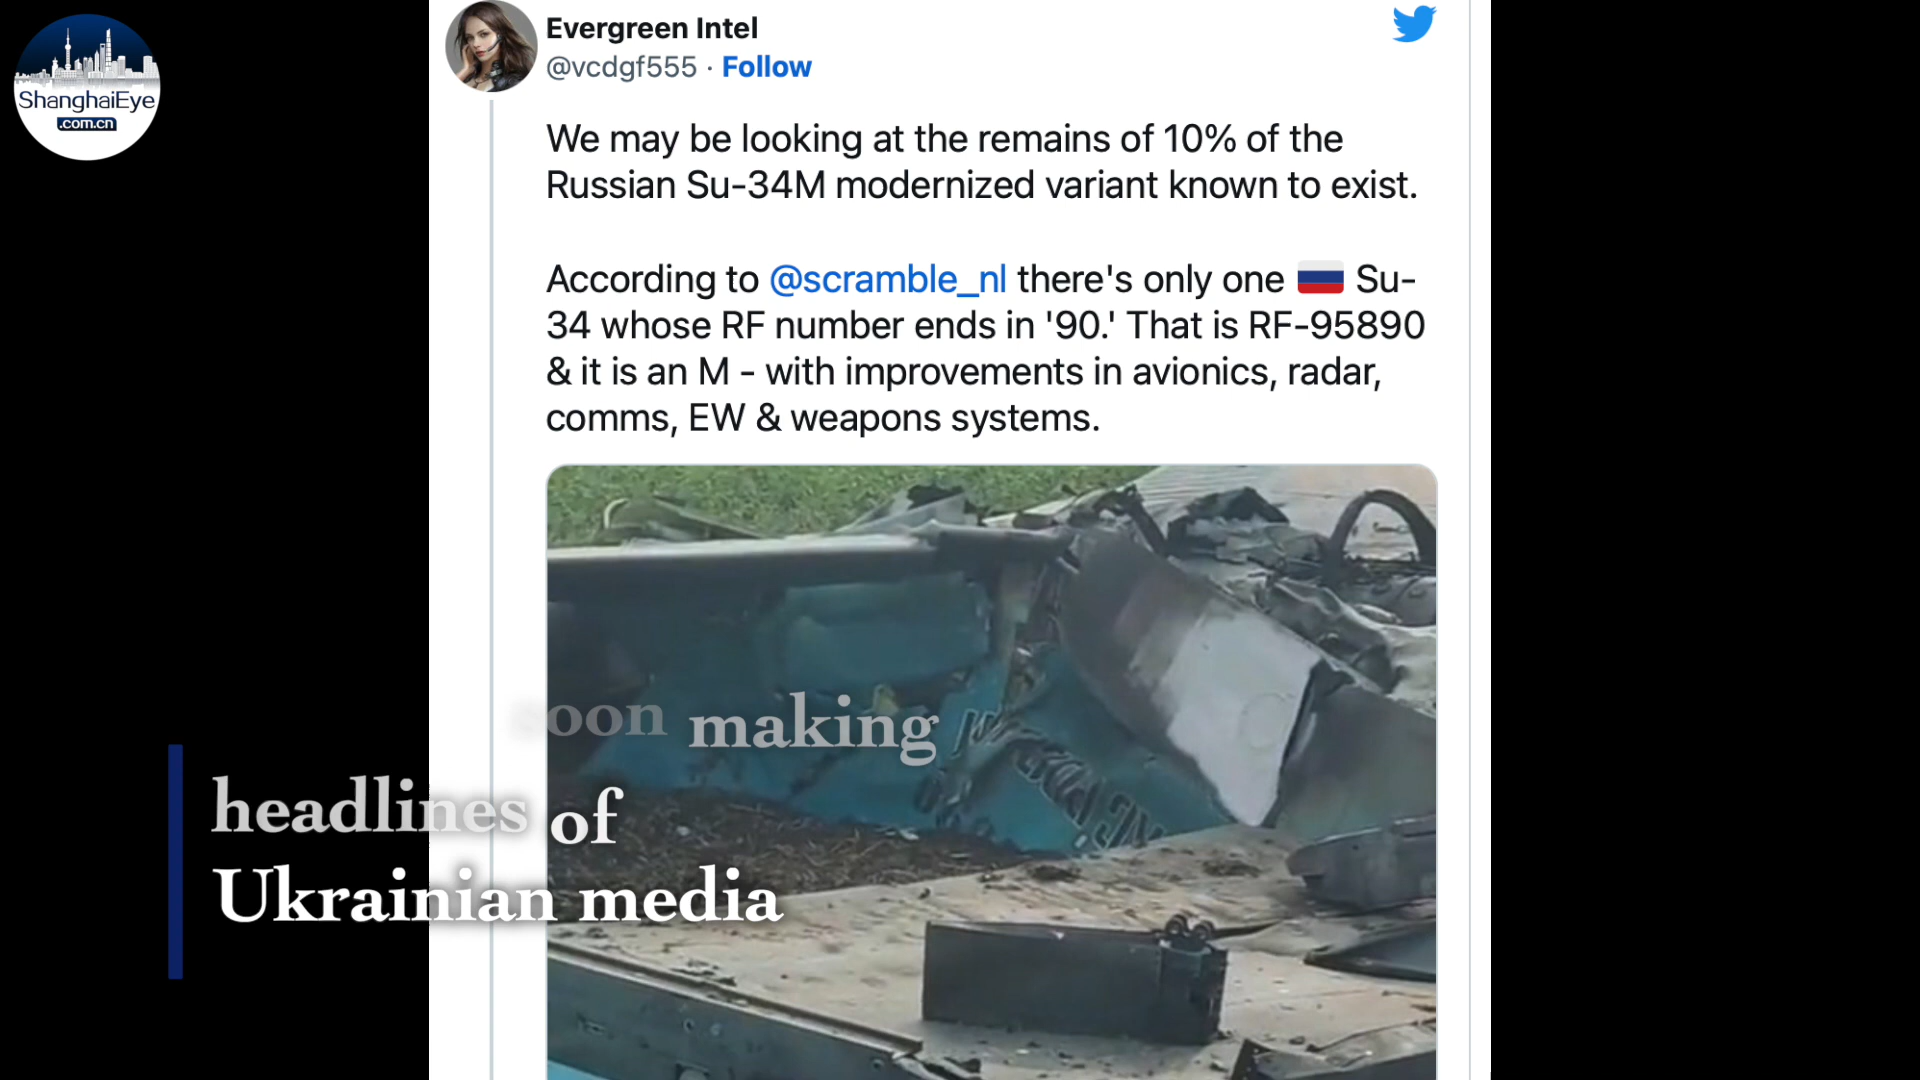 ShanghaiEye
.com.cn
Evergreen Intel
@vcdgf555 · Follow
We may be looking at the remains of 10% of the
Russian Su-34M modernized variant known to exist.
According to @scramble_nl there's only one 🇷🇺 Su-
34 whose RF number ends in '90.' That is RF-95890
& it is an M - with improvements in avionics, radar,
comms, EW & weapons systems.
soon making
headlines of
Ukrainian media